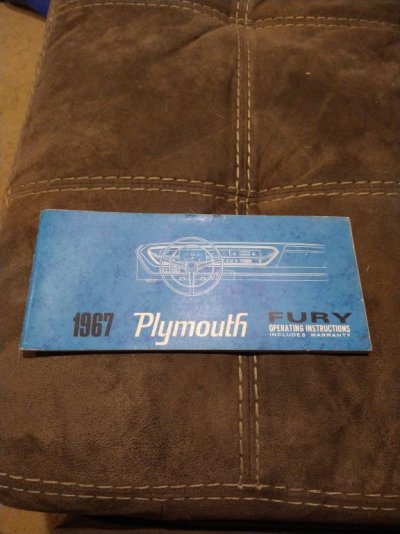 1967 Plymouth FURY
OPERATING INSTRUCTIONS
INCLUDES WARRANTY